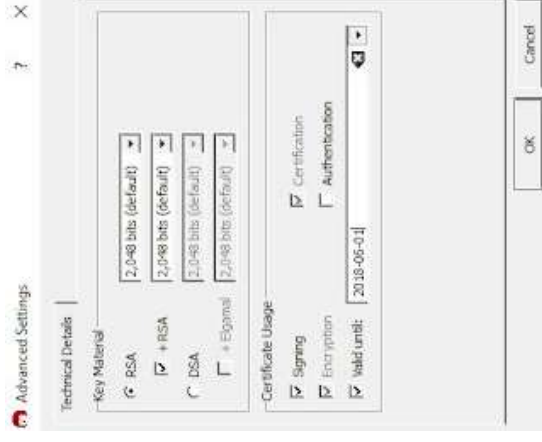 Advanced Settings
Technical Details
Key Material
RSA 2,048 bits (default)
+ RSA 2,048 bits (default)
DSA 2,048 bits (default)
+ Elgamal 2,048 bits (default)
Certificate Usage
Signing Certification
Encryption Authentication
Valid until: 2018-06-01
OK Cancel